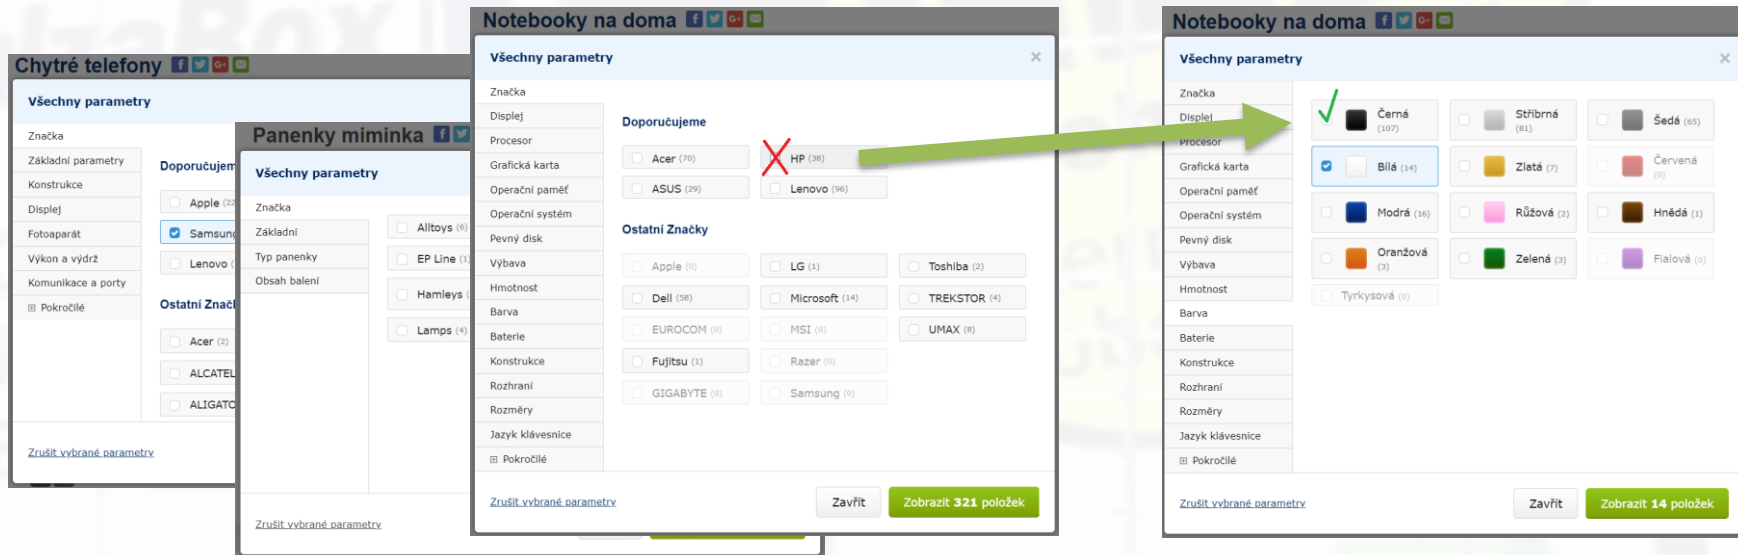 Chytré telefony
Všechny parametry
Značka
Základní parametry
Konstrukce
Displej
Fotoaparát
Výkon a výdrž
Komunikace a porty
Pokročilé
Doporučujem
Apple (22
Samsung
Lenovo (
Ostatní Znač
Acer (2)
ALCATEL
ALIGATO
Zrušit vybrané parametry
Panenky miminka
Všechny parametry
Značka
Základní
Typ panenky
Obsah balení
Alltoys (6)
EP Line (1)
Hamleys (
Lamps (4)
Zrušit vybrané parametry
Notebooky na doma
Všechny parametry
Značka
Displej
Procesor
Grafická karta
Operační paměť
Operační systém
Pevný disk
Výbava
Hmotnost
Barva
Baterie
Konstrukce
Rozhraní
Rozměry
Jazyk klávesnice
Pokročilé
Doporučujeme
Acer (70)
HP (38)
ASUS (29)
Lenovo (96)
Ostatní Značky
Apple (0)
LG (1)
Toshiba (2)
Dell (58)
Microsoft (14)
TREKSTOR (4)
EUROCOM (0)
MSI (0)
UMAX (8)
Fujitsu (1)
Razer (0)
GIGABYTE (0)
Samsung (0)
Zrušit vybrané parametry
Zavřít
Zobrazit 321 položek
Notebooky na doma
Všechny parametry
Značka
Displej
Procesor
Grafická karta
Operační paměť
Operační systém
Pevný disk
Výbava
Hmotnost
Barva
Baterie
Konstrukce
Rozhraní
Rozměry
Jazyk klávesnice
Pokročilé
Černá
(107)
Stříbrná
(81)
Šedá (65)
Bílá (14)
Zlatá (7)
Červená
(0)
Modrá (16)
Růžová (2)
Hnědá (1)
Oranžová
(3)
Zelená (3)
Fialová (0)
Tyrkysová (0)
Zrušit vybrané parametry
Zavřít
Zobrazit 14 položek